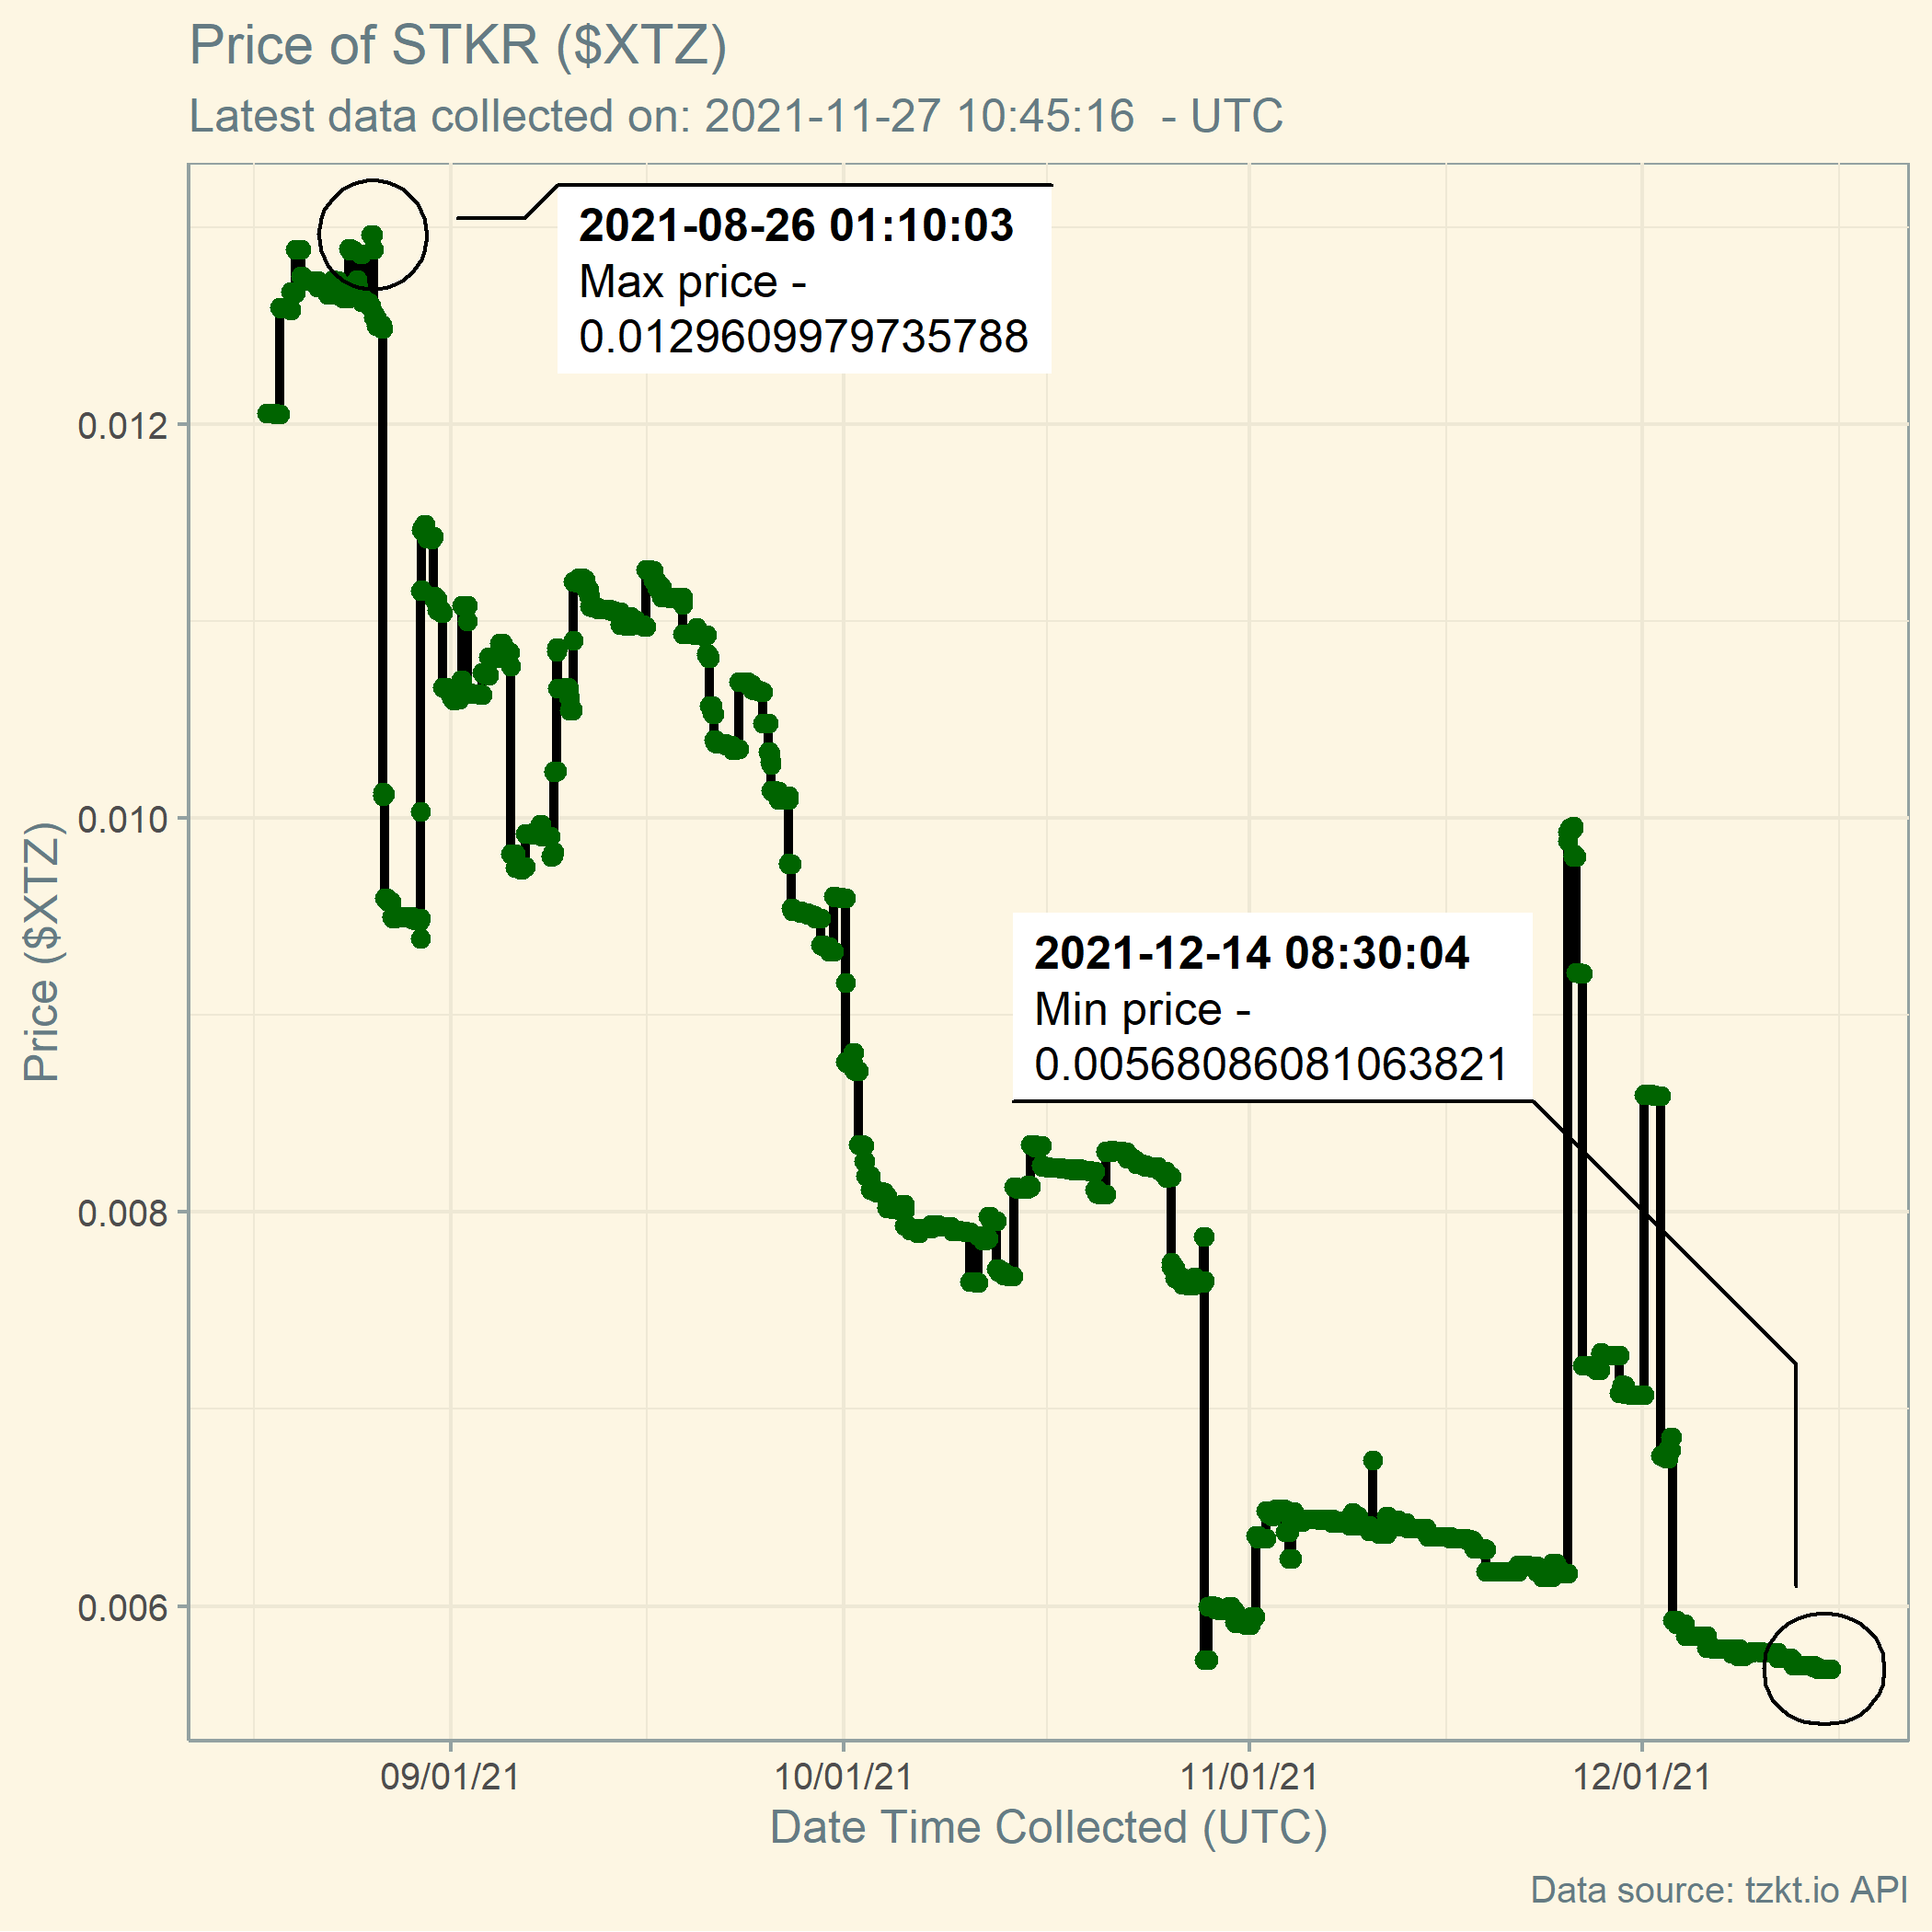 Price of STKR ($XTZ)
Latest data collected on: 2021-11-27 10:45:16  - UTC
2021-08-26 01:10:03
Max price -
0.0129609979735788
0.012
0.010
2021-12-14 08:30:04
Min price -
0.00568086081063821
0.008
0.006
Price ($XTZ)
09/01/21
10/01/21
11/01/21
12/01/21
Date Time Collected (UTC)
Data source: tzkt.io API